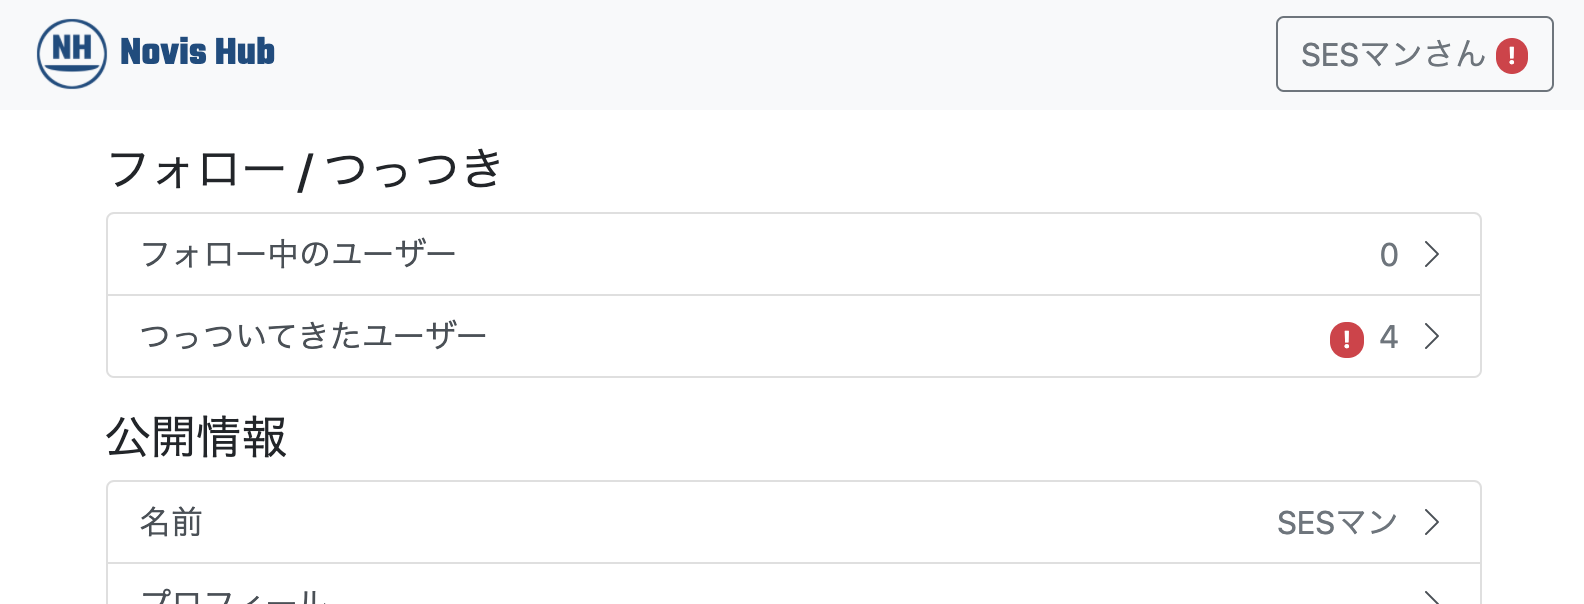 NH Novis Hub
SESマンさん !
フォロー / つっつき
フォロー中のユーザー 0
つっついてきたユーザー ! 4
公開情報
名前 SESマン
プロフィール